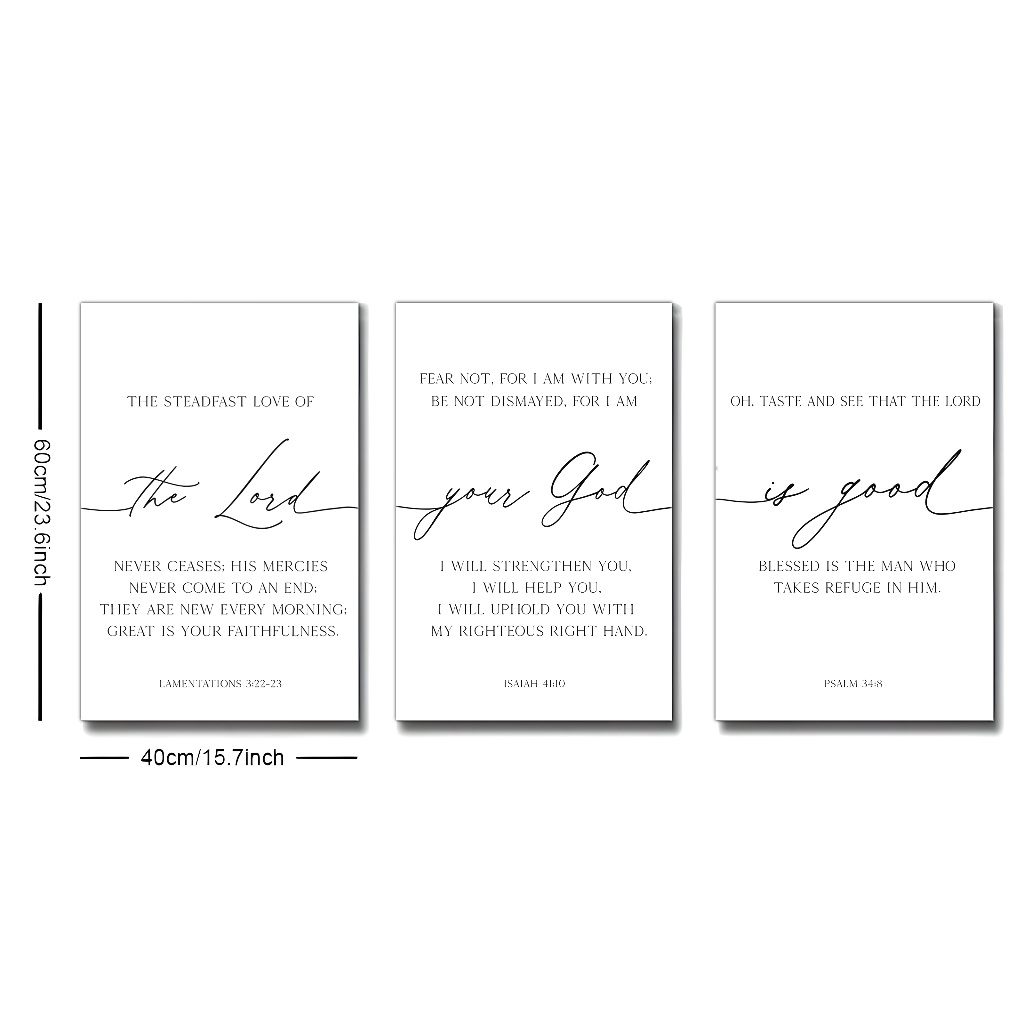 THE STEADFAST LOVE OF
the Lord
NEVER CEASES; HIS MERCIES
NEVER COME TO AN END;
THEY ARE NEW EVERY MORNING;
GREAT IS YOUR FAITHFULNESS.
LAMENTATIONS 3:22-23
FEAR NOT, FOR I AM WITH YOU;
BE NOT DISMAYED, FOR I AM
your God
I WILL STRENGTHEN YOU,
I WILL HELP YOU,
I WILL UPHOLD YOU WITH
MY RIGHTEOUS RIGHT HAND.
ISAIAH 41:10
OH, TASTE AND SEE THAT THE LORD
is good
BLESSED IS THE MAN WHO
TAKES REFUGE IN HIM.
PSALM 34:8
60cm/23.6inch
40cm/15.7inch